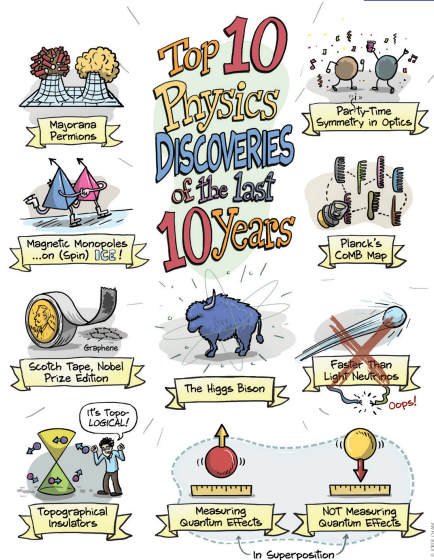 Top 10
Physics
DISCOVERIES
of the last
10 Years
Majorana
Permions
Party-Time
Symmetry in Optics
Magnetic Monopoles
...on (Spin) ICE!
Planck's
CoMB Map
Graphene
Scotch Tape, Nobel
Prize Edition
The Higgs Bison
Faster Than
Light Neutrinos
Oops!
It's Topo-
LOGICAL!
Topographical
Insulators
Measuring
Quantum Effects
NOT Measuring
Quantum Effects
In Superposition